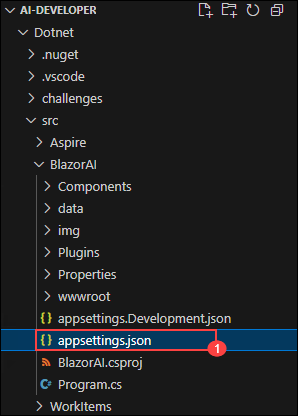 AI-DEVELOPER
Dotnet
.nuget
.vscode
challenges
src
Aspire
BlazorAI
Components
data
img
Plugins
Properties
wwwroot
{} appsettings.Development.json
{} appsettings.json 1
BlazorAI.csproj
C# Program.cs
WorkItems